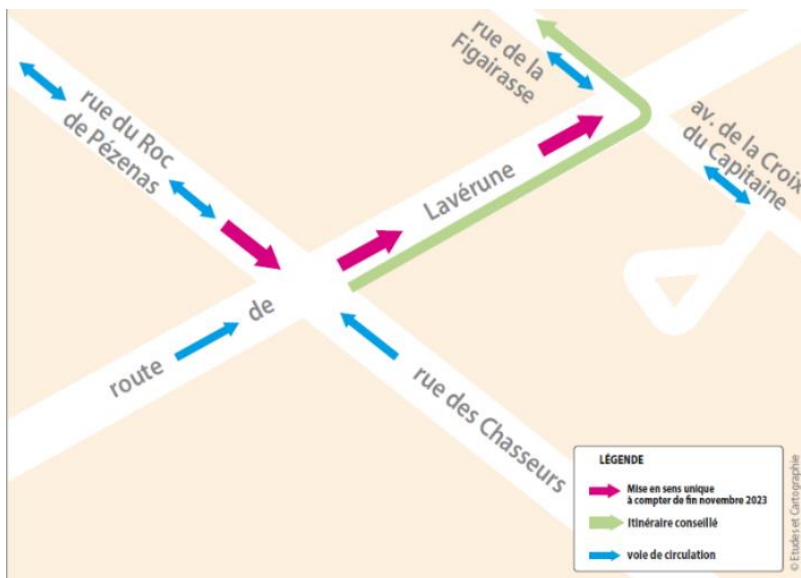 rue de la
Figairasse
rue du Roc
de Pézenas
av. de la Croix
du Capitaine
Lavérune
de
route
rue des Chasseurs
LÉGENDE
Mise en sens unique
à compter de fin novembre 2023
Itinéraire conseillé
voie de circulation
© Etudes et Cartographie